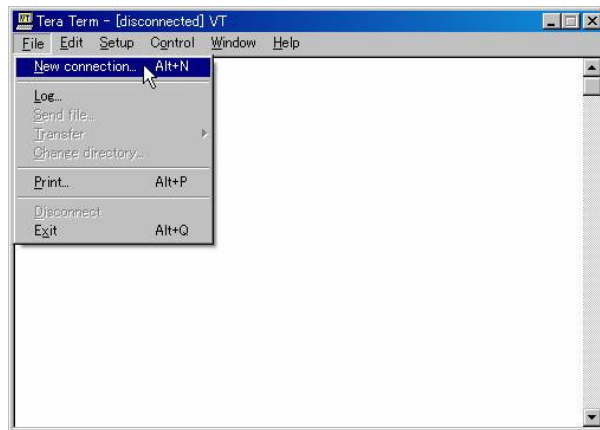 Tera Term - [disconnected] VT
File Edit Setup Control Window Help
New connection... Alt+N
Log...
Send file...
Transfer
Change directory...
Print... Alt+P
Disconnect
Exit Alt+Q